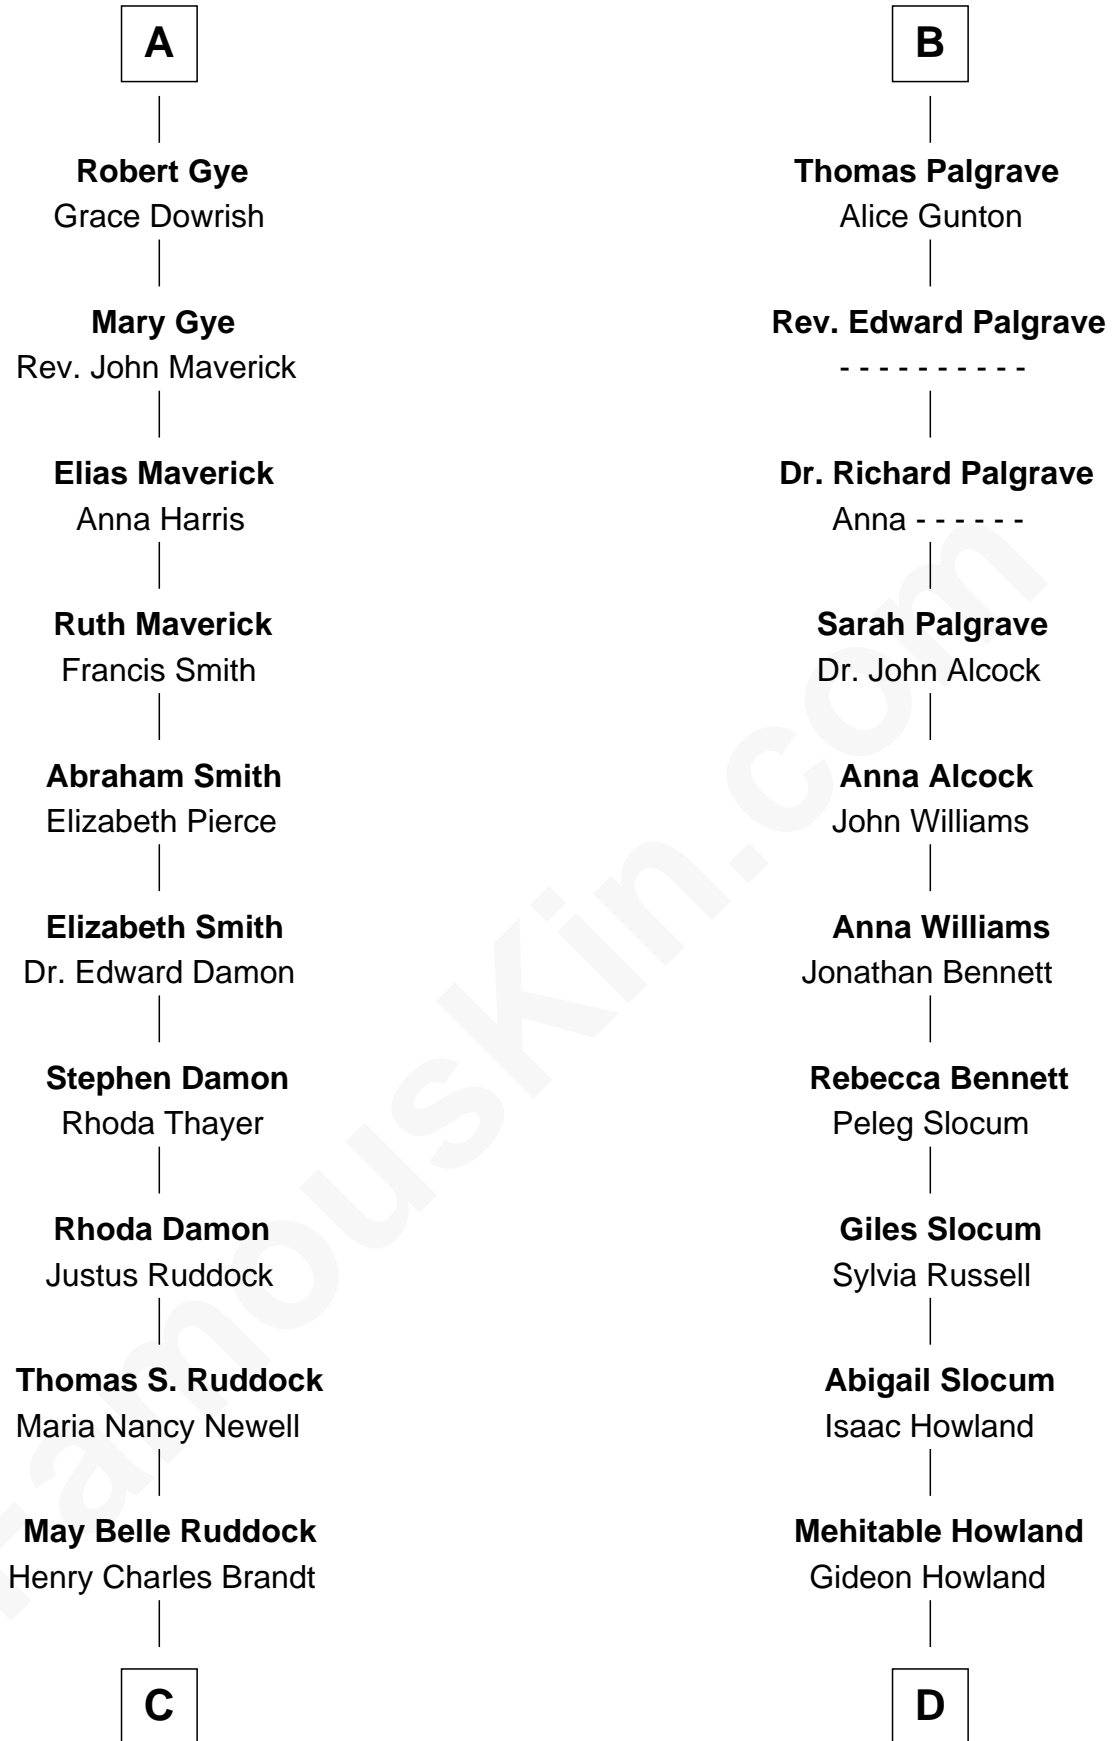 A
Robert Gye
Grace Dowrish
Mary Gye
Rev. John Maverick
Elias Maverick
Anna Harris
Ruth Maverick
Francis Smith
Abraham Smith
Elizabeth Pierce
Elizabeth Smith
Dr. Edward Damon
Stephen Damon
Rhoda Thayer
Rhoda Damon
Justus Ruddock
Thomas S. Ruddock
Maria Nancy Newell
May Belle Ruddock
Henry Charles Brandt
C
B
Thomas Palgrave
Alice Gunton
Rev. Edward Palgrave
- - - - - - - - - -
Dr. Richard Palgrave
Anna - - - - - -
Sarah Palgrave
Dr. John Alcock
Anna Alcock
John Williams
Anna Williams
Jonathan Bennett
Rebecca Bennett
Peleg Slocum
Giles Slocum
Sylvia Russell
Abigail Slocum
Isaac Howland
Mehitable Howland
Gideon Howland
D
FamousKin.com